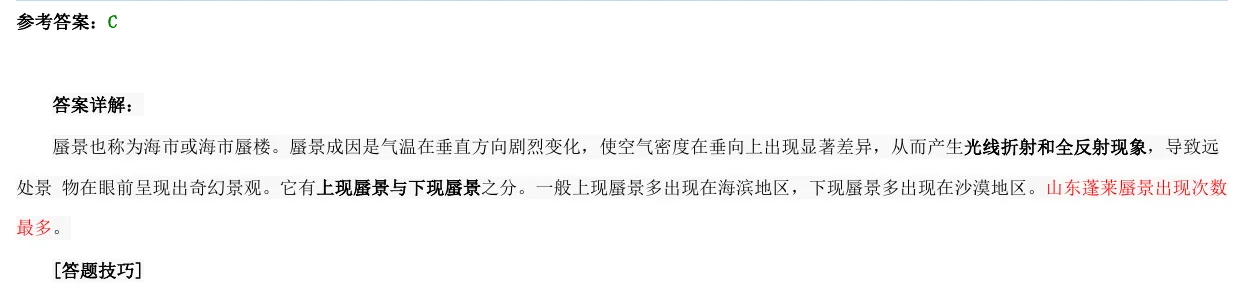 参考答案：C
答案详解：
蜃景也称为海市或海市蜃楼。蜃景成因是气温在垂直方向剧烈变化，使空气密度在垂向上出现显著差异，从而产生光线折射和全反射现象，导致远
处景 物在眼前呈现出奇幻景观。它有上现蜃景与下现蜃景之分。一般上现蜃景多出现在海滨地区，下现蜃景多出现在沙漠地区。山东蓬莱蜃景出现次数
最多。
[答题技巧]